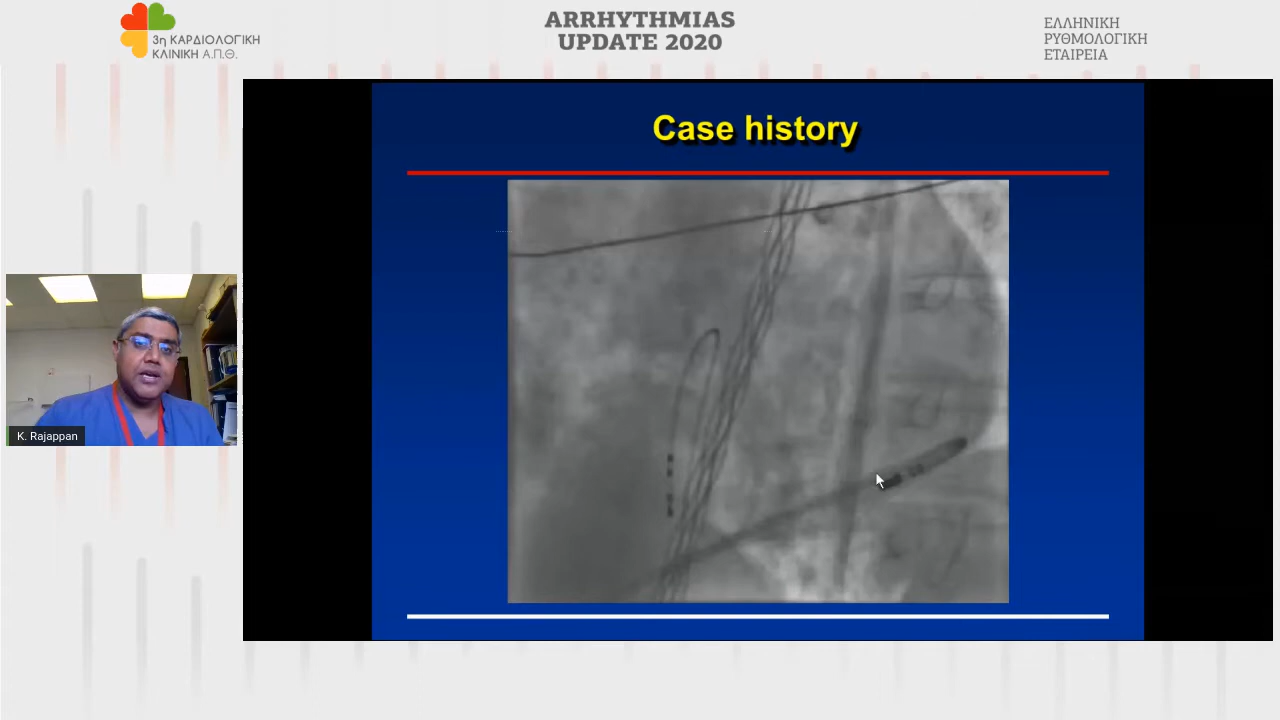 3η ΚΑΡΔΙΟΛΟΓΙΚΗ
ΚΛΙΝΙΚΗ Α.Π.Θ.
ARRHYTHMIAS
UPDATE 2020
ΕΛΛΗΝΙΚΗ
ΡΥΘΜΟΛΟΓΙΚΗ
ΕΤΑΙΡΕΙΑ
Case history
K. Rajappan